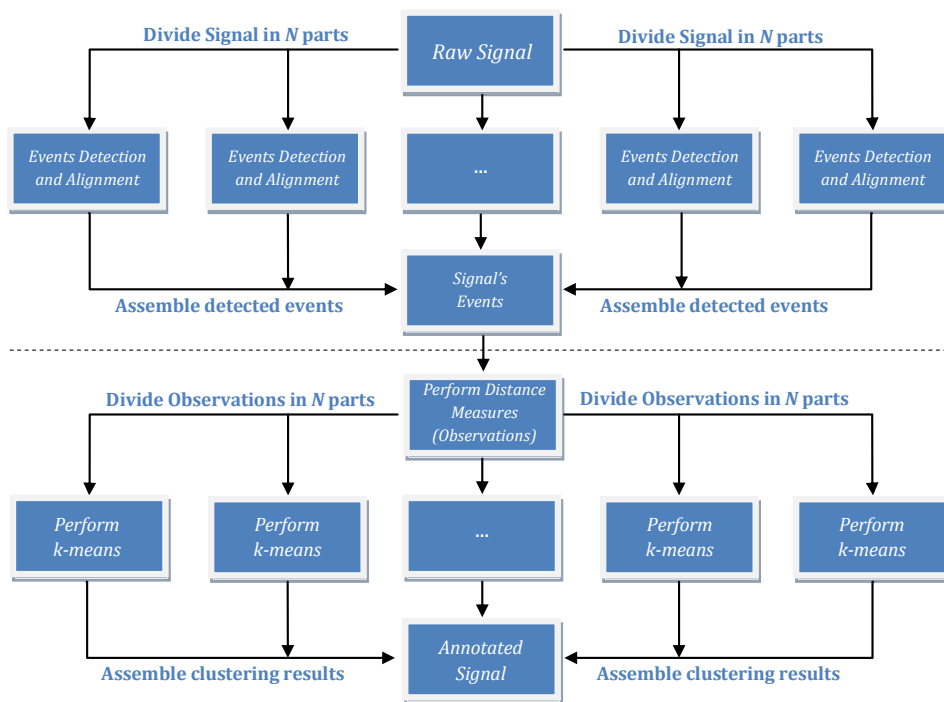 Divide Signal in N parts
Raw Signal
Divide Signal in N parts
Events Detection
and Alignment
Events Detection
and Alignment
...
Events Detection
and Alignment
Events Detection
and Alignment
Signal's
Events
Assemble detected events
Assemble detected events
Perform Distance
Measures
(Observations)
Divide Observations in N parts
Divide Observations in N parts
Perform
k-means
Perform
k-means
...
Perform
k-means
Perform
k-means
Annotated
Signal
Assemble clustering results
Assemble clustering results